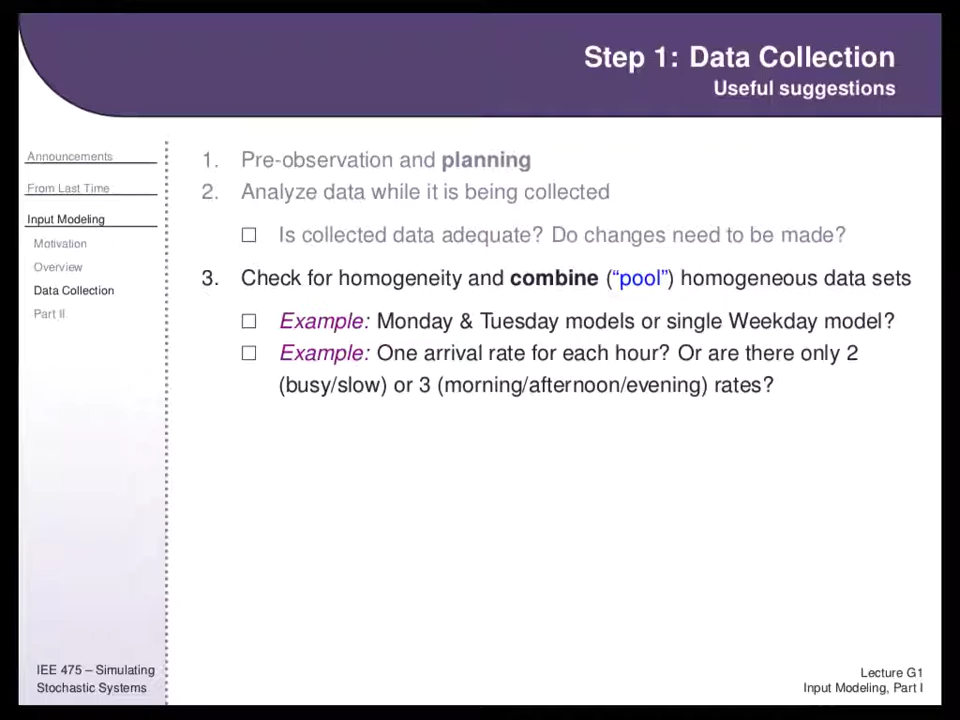 Step 1: Data Collection
Useful suggestions
Announcements
From Last Time
Input Modeling
Motivation
Overview
Data Collection
Part II
1. Pre-observation and planning
2. Analyze data while it is being collected
□ Is collected data adequate? Do changes need to be made?
3. Check for homogeneity and combine (“pool”) homogeneous data sets
□ Example: Monday & Tuesday models or single Weekday model?
□ Example: One arrival rate for each hour? Or are there only 2
(busy/slow) or 3 (morning/afternoon/evening) rates?
IEE 475 – Simulating
Stochastic Systems
Lecture G1
Input Modeling, Part I